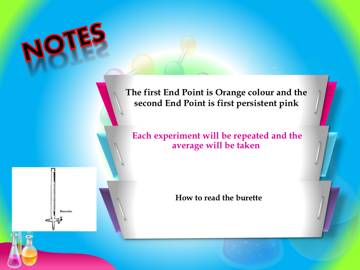 NOTES
The first End Point is Orange colour and the
second End Point is first persistent pink
Each experiment will be repeated and the
average will be taken
How to read the burette
Burette